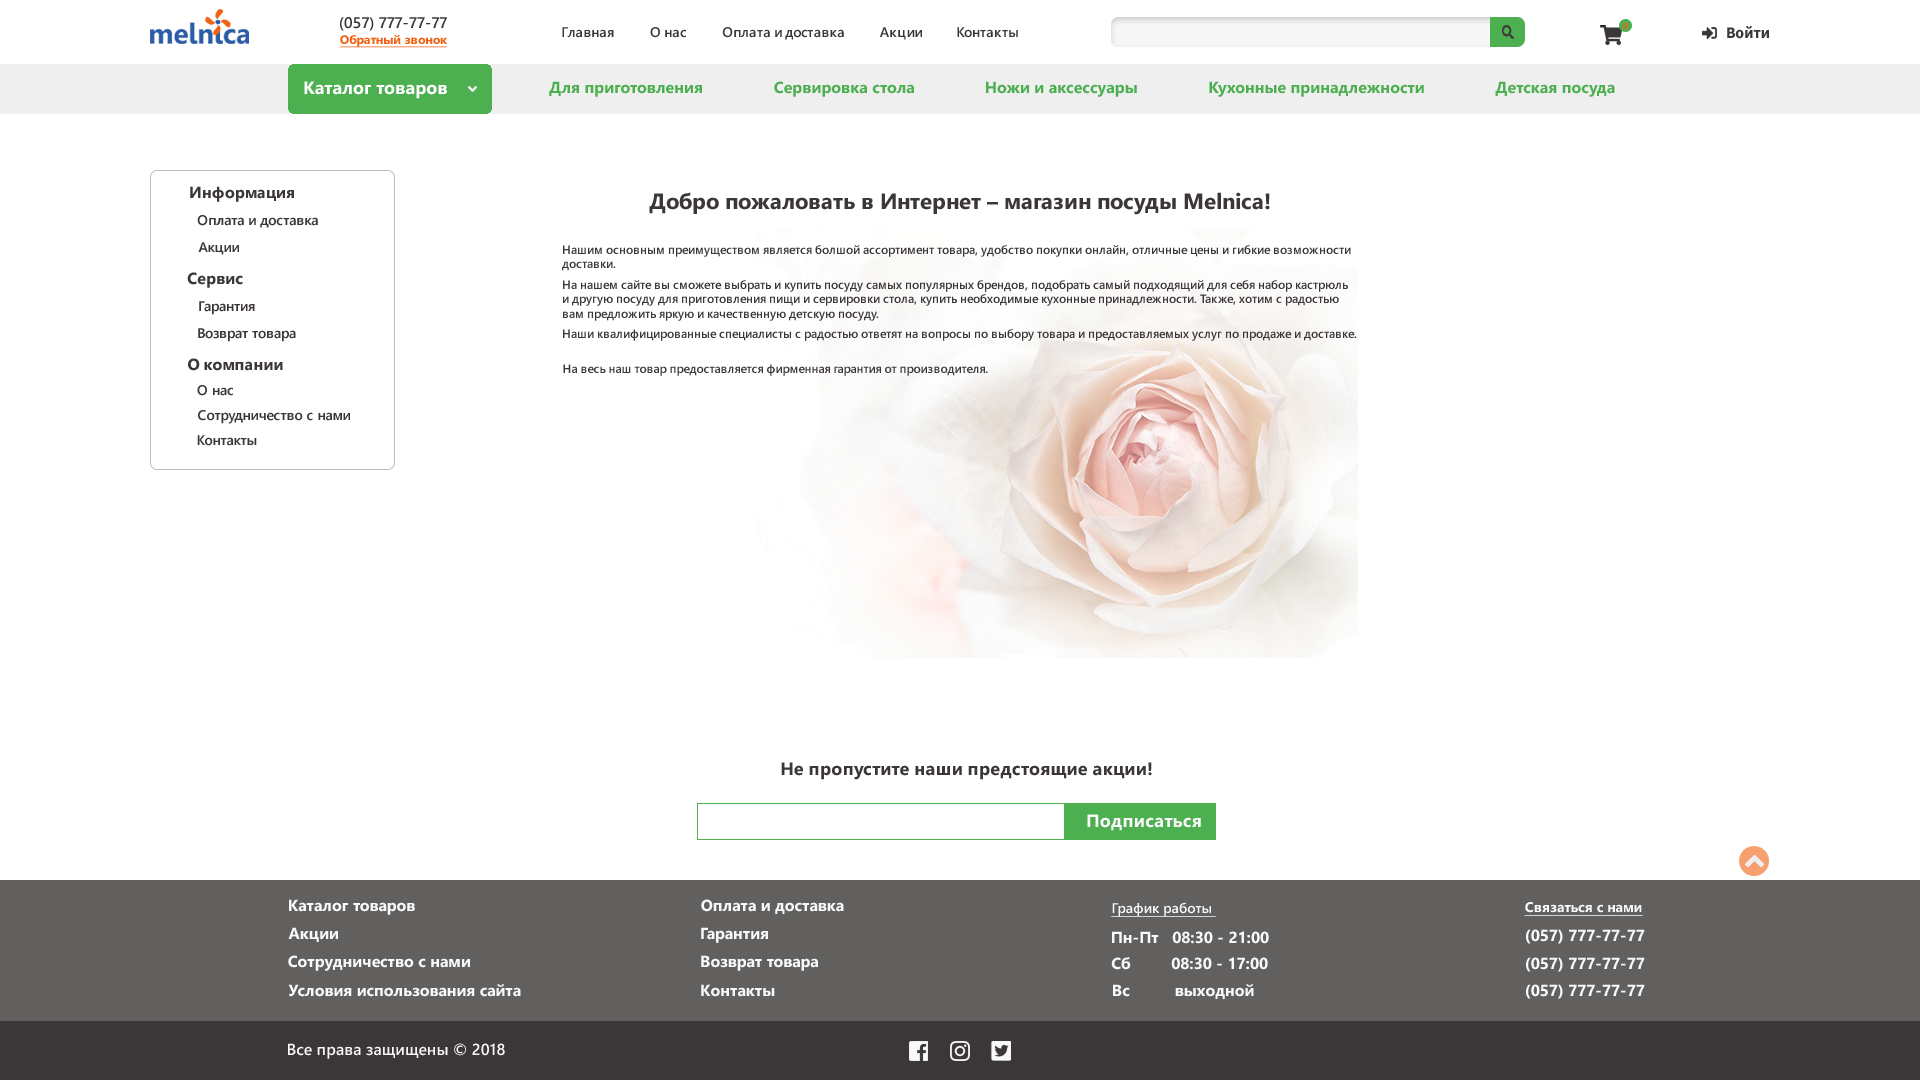 melnica
(057) 777-77-77
Обратный звонок
Главная
О нас
Оплата и доставка
Акции
Контакты
Войти
Каталог товаров
Для приготовления
Сервировка стола
Ножи и аксессуары
Кухонные принадлежности
Детская посуда
Информация
Оплата и доставка
Акции
Сервис
Гарантия
Возврат товара
О компании
О нас
Сотрудничество с нами
Контакты
Добро пожаловать в Интернет – магазин посуды Melnica!
Нашим основным преимуществом является болшой ассортимент товара, удобство покупки онлайн, отличные цены и гибкие возможности
доставки.
На нашем сайте вы сможете выбрать и купить посуду самых популярных брендов, подобрать самый подходящий для себя набор кастрюль
и другую посуду для приготовления пищи и сервировки стола, купить необходимые кухонные принадлежности. Также, хотим с радостью
вам предложить яркую и качественную детскую посуду.
Наши квалифицированные специалисты с радостью ответят на вопросы по выбору товара и предоставляемых услуг по продаже и доставке.
На весь наш товар предоставляется фирменная гарантия от производителя.
Не пропустите наши предстоящие акции!
Подписаться
Каталог товаров
Акции
Сотрудничество с нами
Условия использования сайта
Оплата и доставка
Гарантия
Возврат товара
Контакты
График работы
Пн-Пт 08:30 - 21:00
Сб 08:30 - 17:00
Вс выходной
Связаться с нами
(057) 777-77-77
(057) 777-77-77
(057) 777-77-77
Все права защищены © 2018